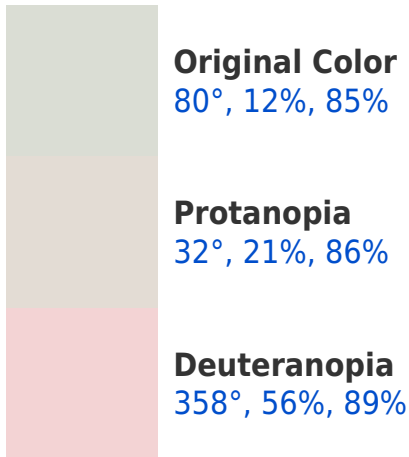 Original Color
80°, 12%, 85%
Protanopia
32°, 21%, 86%
Deuteranopia
358°, 56%, 89%